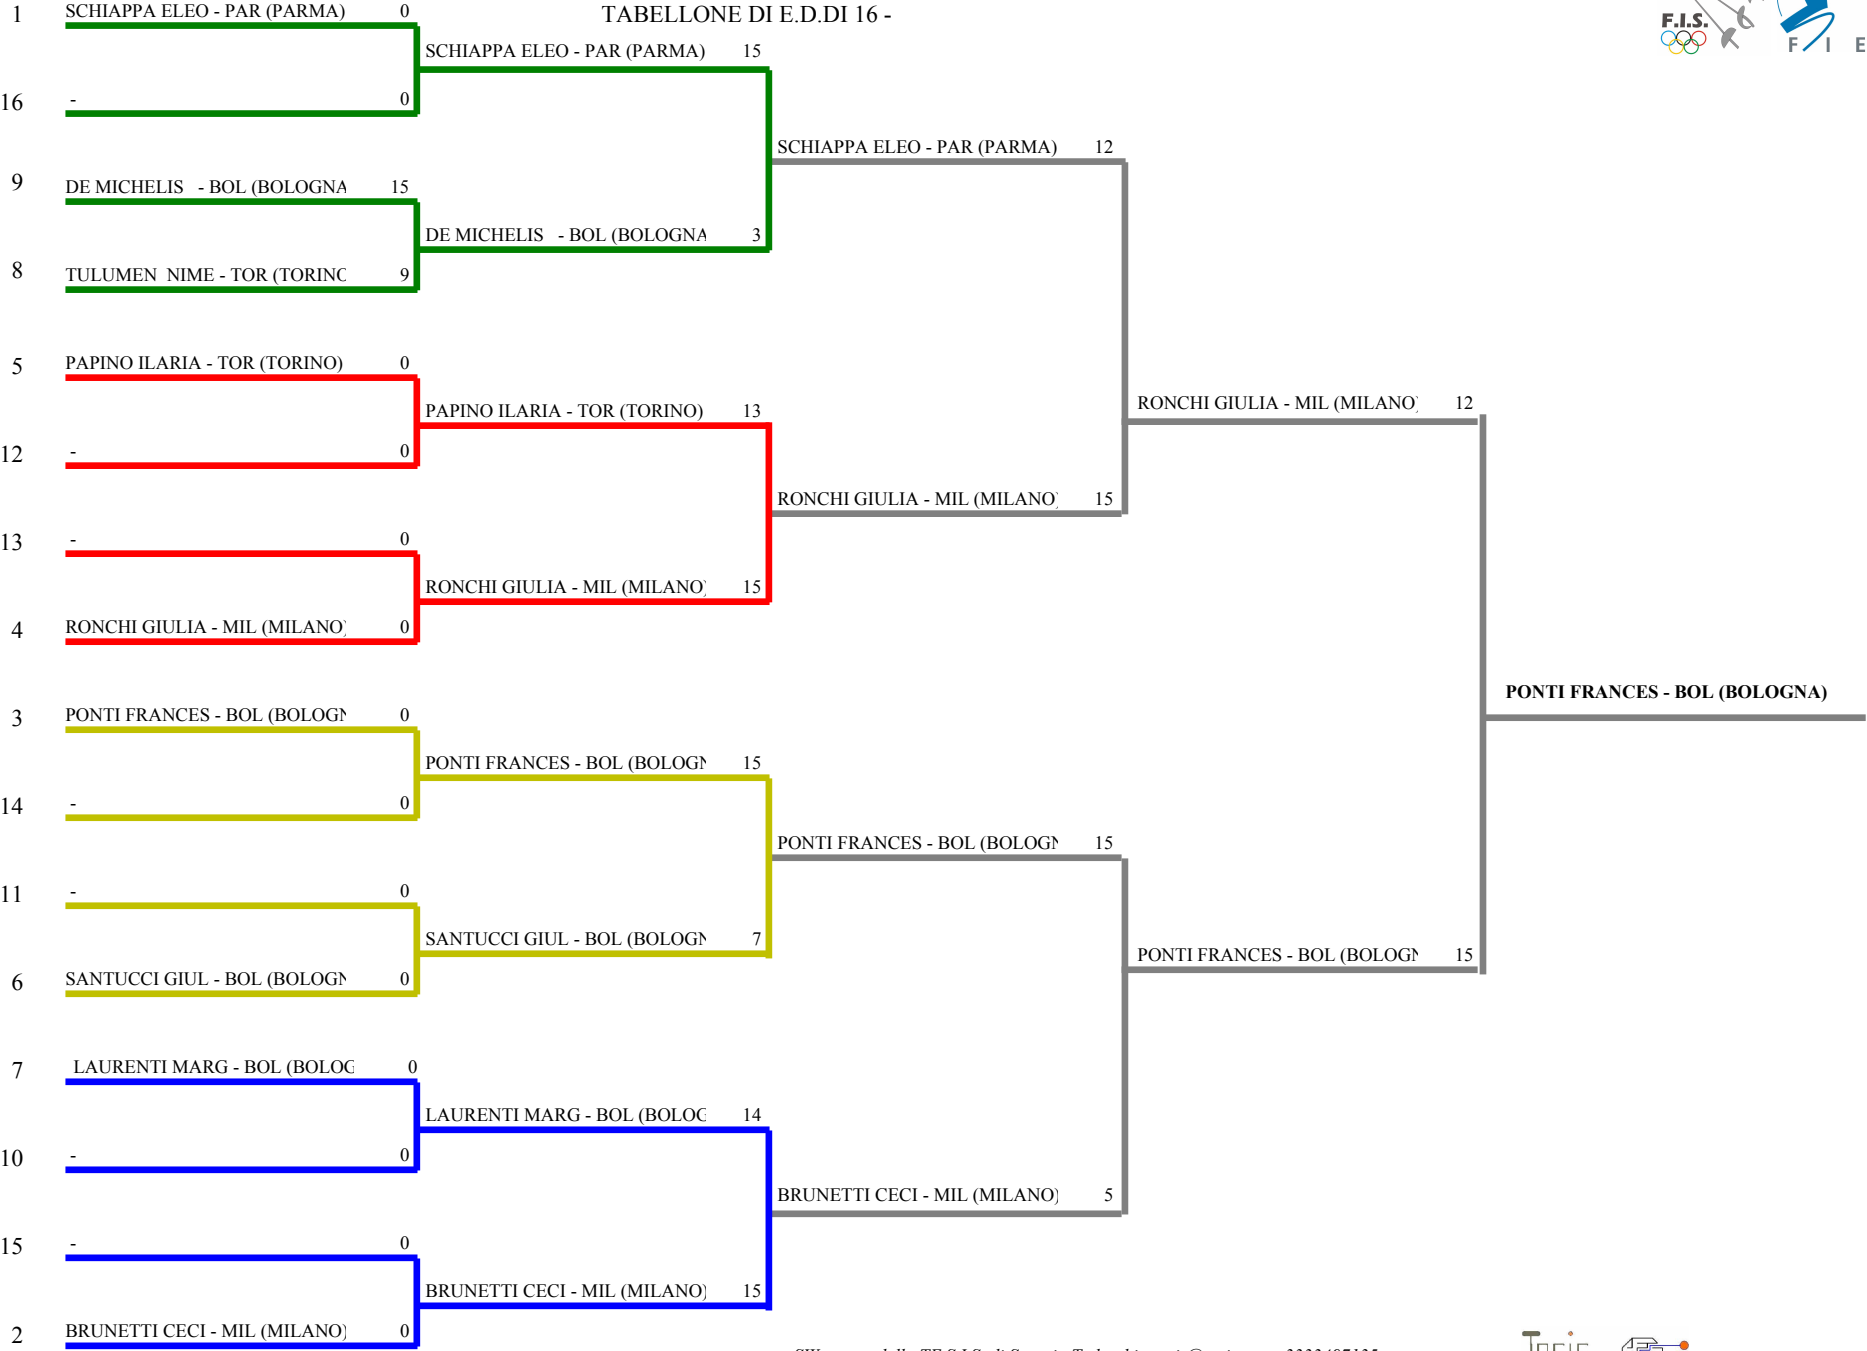 TABELLONE DI E.D.DI 16 -
F.I.S.
F I E
1 SCHIAPPA ELEO - PAR (PARMA) 0
SCHIAPPA ELEO - PAR (PARMA) 15
16 - 0
SCHIAPPA ELEO - PAR (PARMA) 12
9 DE MICHELIS - BOL (BOLOGNA 15
DE MICHELIS - BOL (BOLOGNA 3
8 TULUMEN NIME - TOR (TORINO 9
5 PAPINO ILARIA - TOR (TORINO) 0
RONCHI GIULIA - MIL (MILANO) 12
PAPINO ILARIA - TOR (TORINO) 13
12 - 0
RONCHI GIULIA - MIL (MILANO) 15
13 - 0
RONCHI GIULIA - MIL (MILANO) 15
4 RONCHI GIULIA - MIL (MILANO) 0
PONTI FRANCES - BOL (BOLOGNA)
3 PONTI FRANCES - BOL (BOLOGN 0
PONTI FRANCES - BOL (BOLOGN 15
14 - 0
PONTI FRANCES - BOL (BOLOGN 15
11 - 0
SANTUCCI GIUL - BOL (BOLOGN 7
PONTI FRANCES - BOL (BOLOGN 15
6 SANTUCCI GIUL - BOL (BOLOGN 0
7 LAURENTI MARG - BOL (BOLOG 0
LAURENTI MARG - BOL (BOLOG 14
10 - 0
BRUNETTI CECI - MIL (MILANO) 5
15 - 0
BRUNETTI CECI - MIL (MILANO) 15
2 BRUNETTI CECI - MIL (MILANO) 0